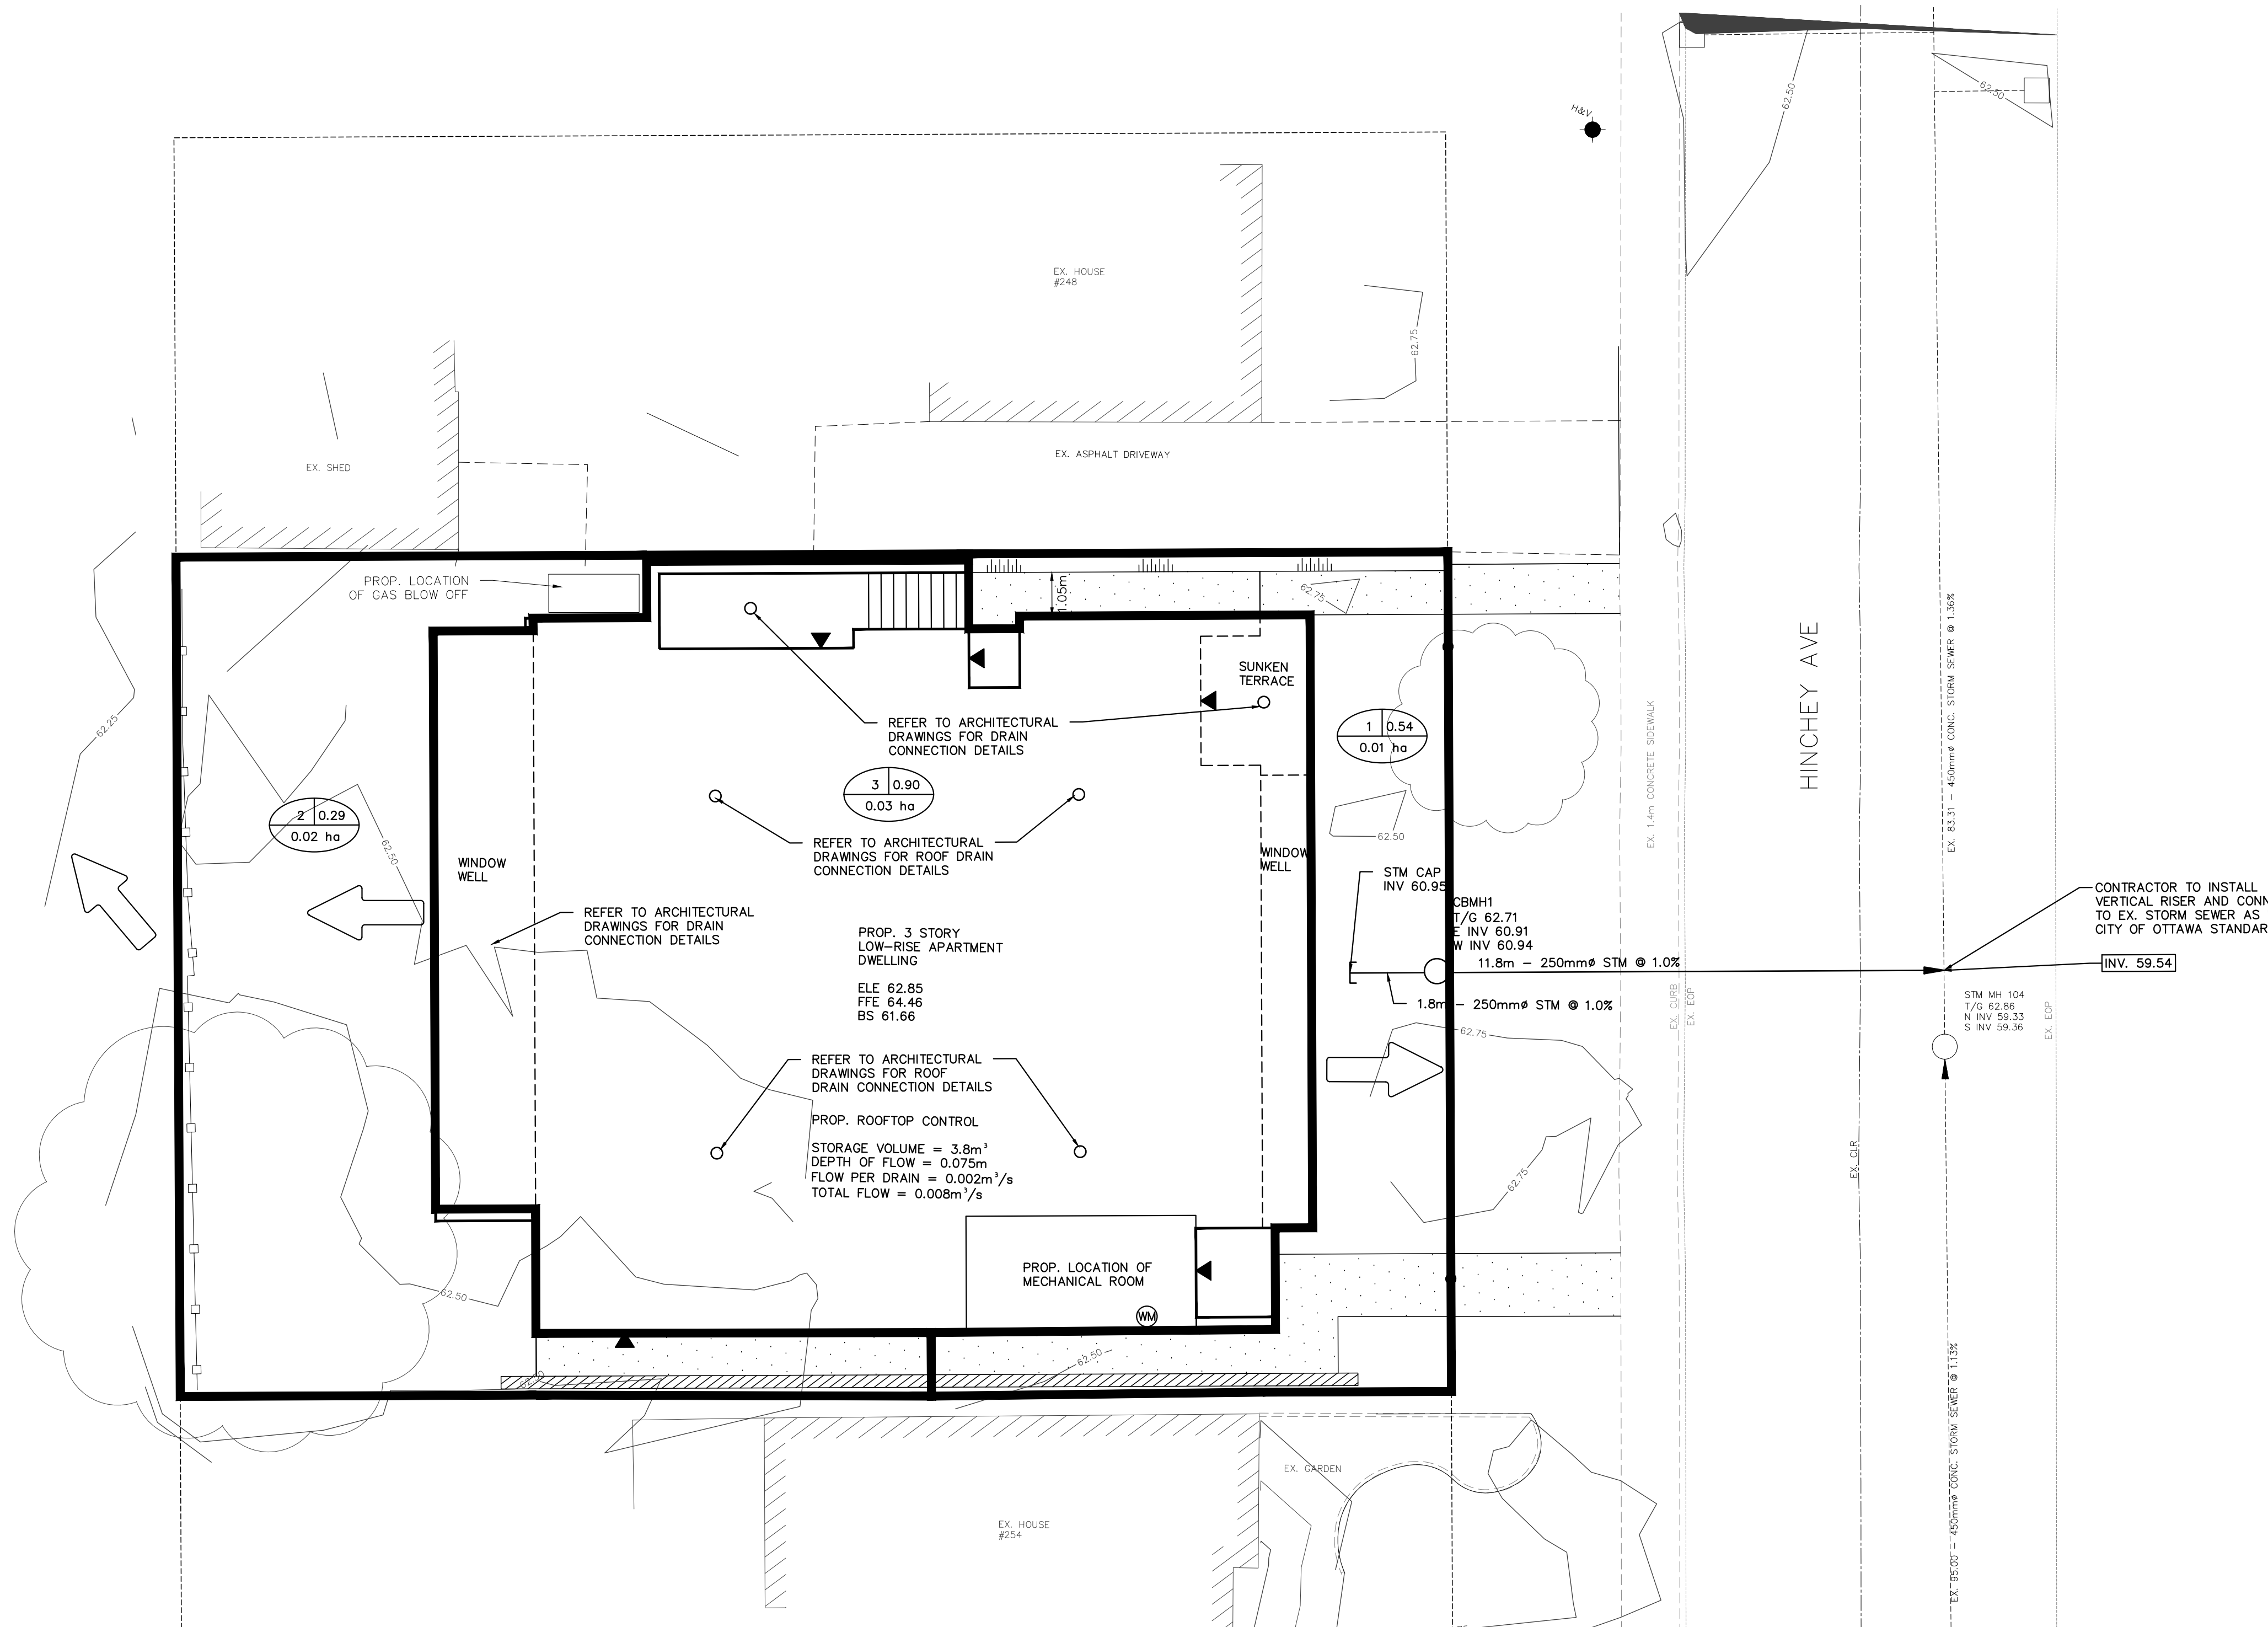 H&V
62.50
62.50
EX. HOUSE
#248
62.75
EX. SHED
EX. ASPHALT DRIVEWAY
PROP. LOCATION
OF GAS BLOW OFF
1.05m
62.75
62.25
SUNKEN
TERRACE
REFER TO ARCHITECTURAL
DRAWINGS FOR DRAIN
CONNECTION DETAILS
1 0.54
0.01 ha
3 0.90
0.03 ha
2 0.29
0.02 ha
62.50
62.50
WINDOW
WELL
REFER TO ARCHITECTURAL
DRAWINGS FOR ROOF DRAIN
CONNECTION DETAILS
WINDOW
WELL
STM CAP
INV 60.95
CBMH1
T/G 62.71
E INV 60.91
W INV 60.94
11.8m - 250mmø STM @ 1.0%
1.8m - 250mmø STM @ 1.0%
REFER TO ARCHITECTURAL
DRAWINGS FOR DRAIN
CONNECTION DETAILS
PROP. 3 STORY
LOW-RISE APARTMENT
DWELLING
ELE 62.85
FFE 64.46
BS 61.66
REFER TO ARCHITECTURAL
DRAWINGS FOR ROOF
DRAIN CONNECTION DETAILS
PROP. ROOFTOP CONTROL
STORAGE VOLUME = 3.8m³
DEPTH OF FLOW = 0.075m
FLOW PER DRAIN = 0.002m³/s
TOTAL FLOW = 0.008m³/s
62.75
62.75
PROP. LOCATION OF
MECHANICAL ROOM
WM
62.50
62.50
62.50
EX. HOUSE
#254
EX. GARDEN
EX. 1.4m CONCRETE SIDEWALK
EX. CURB
EX. EOP
HINCHEY AVE
EX. CLR
EX. 83.31 - 450mmø CONC. STORM SEWER @ 1.36%
EX. 95.00 - 450mmø CONC. STORM SEWER @ 1.13%
CONTRACTOR TO INSTALL
VERTICAL RISER AND CONN
TO EX. STORM SEWER AS
CITY OF OTTAWA STANDAR
INV. 59.54
STM MH 104
T/G 62.86
N INV 59.33
S INV 59.36
EX. EOP